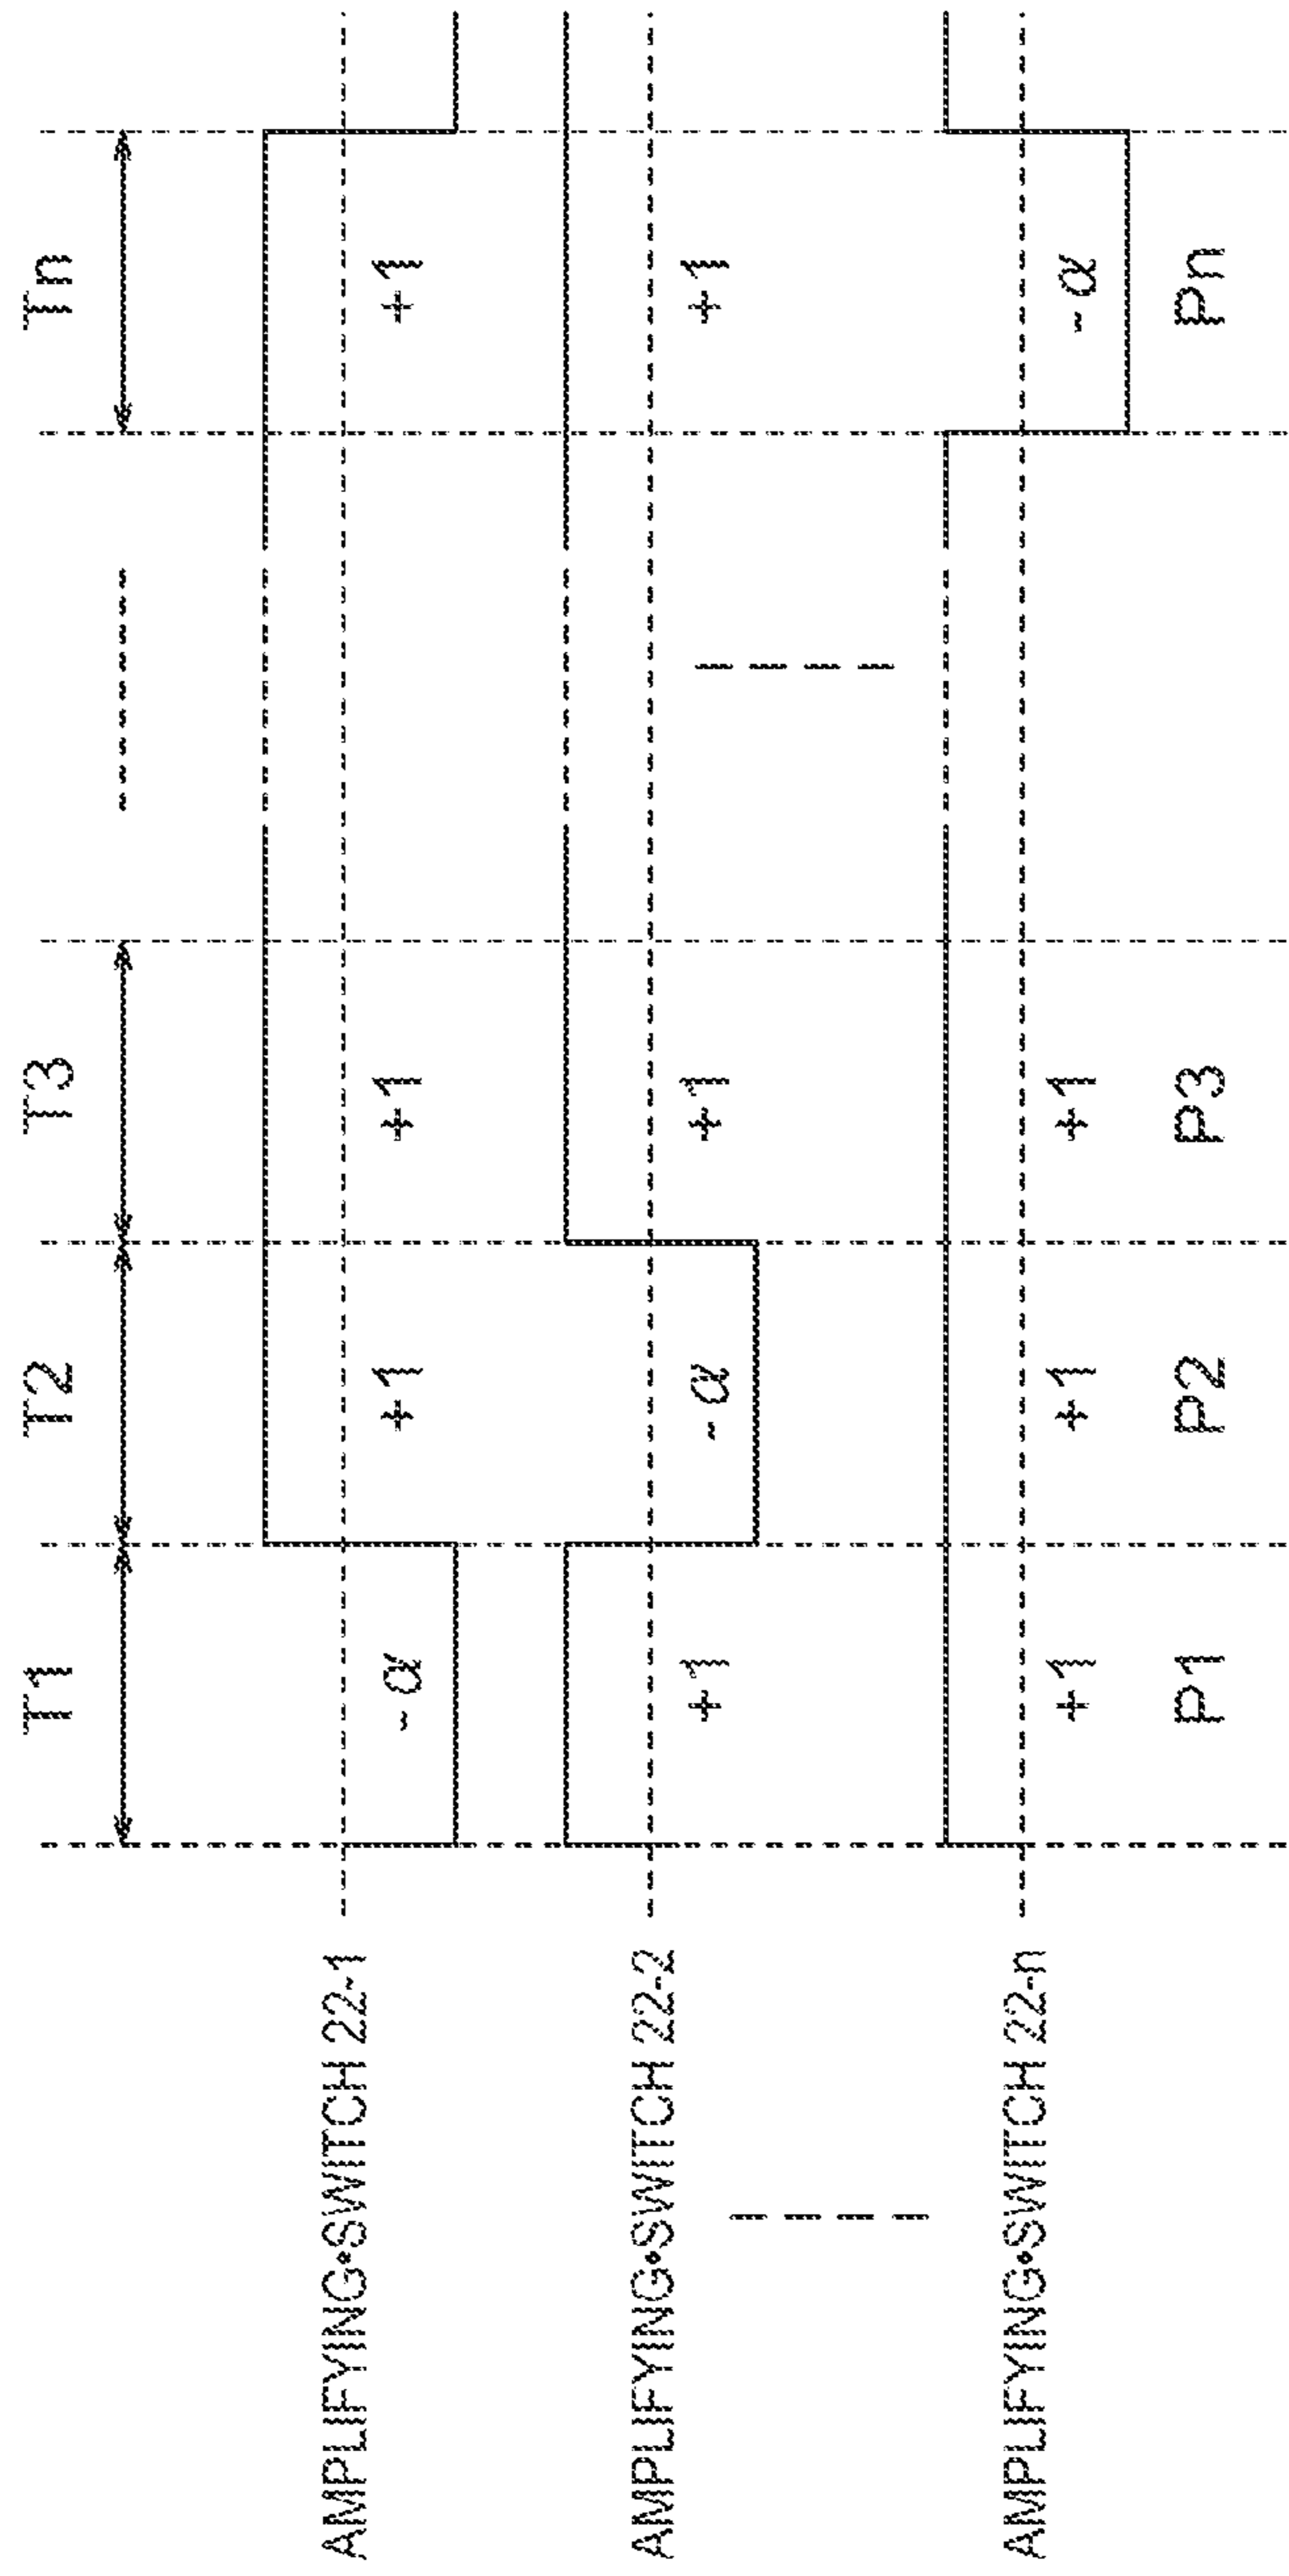 T1 T2 T3 Tn
AMPLIFYING•SWITCH 22-1 -α +1 +1 +1
AMPLIFYING•SWITCH 22-2 +1 -α +1 +1
AMPLIFYING•SWITCH 22-n +1 +1 +1 -α
P1 P2 P3 Pn